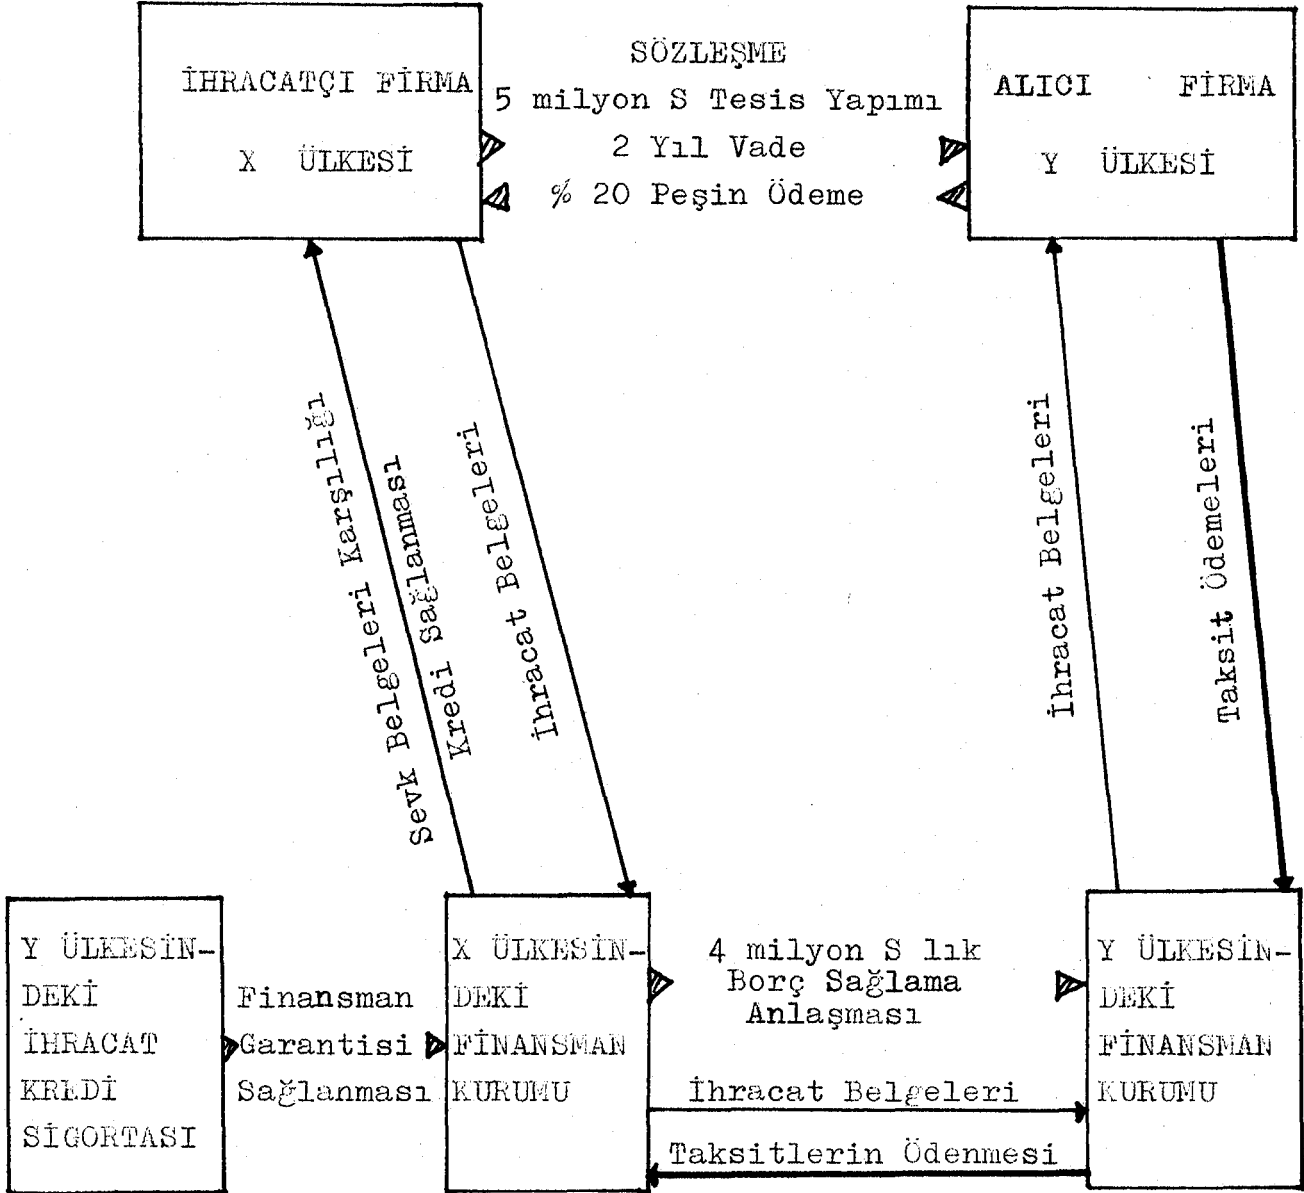 İHRACATÇI FİRMA
X ÜLKESİ
SÖZLEŞME
5 milyon S Tesis Yapımı
2 Yıl Vade
% 20 Peşin Ödeme
ALICI FİRMA
Y ÜLKESİ
Sevk Belgeleri Karşılığı
Kredi Sağlanması
İhracat Belgeleri
İhracat Belgeleri
Taksit Ödemeleri
Y ÜLKESİN-
DEKİ
İHRACAT
KREDİ
SİGORTASI
Finansman
Garantisi
Sağlanması
X ÜLKESİN-
DEKİ
FİNANSMAN
KURUMU
4 milyon S lık
Borç Sağlama
Anlaşması
İhracat Belgeleri
Taksitlerin Ödenmesi
Y ÜLKESİN-
DEKİ
FİNANSMAN
KURUMU